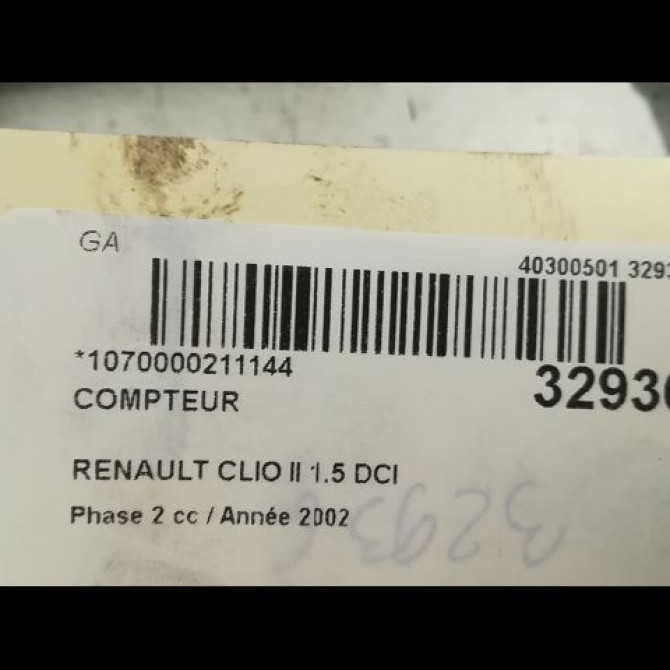 GA
40300501 3293
*1070000211144
COMPTEUR
3293
RENAULT CLIO II 1.5 DCI
Phase 2 cc / Année 2002